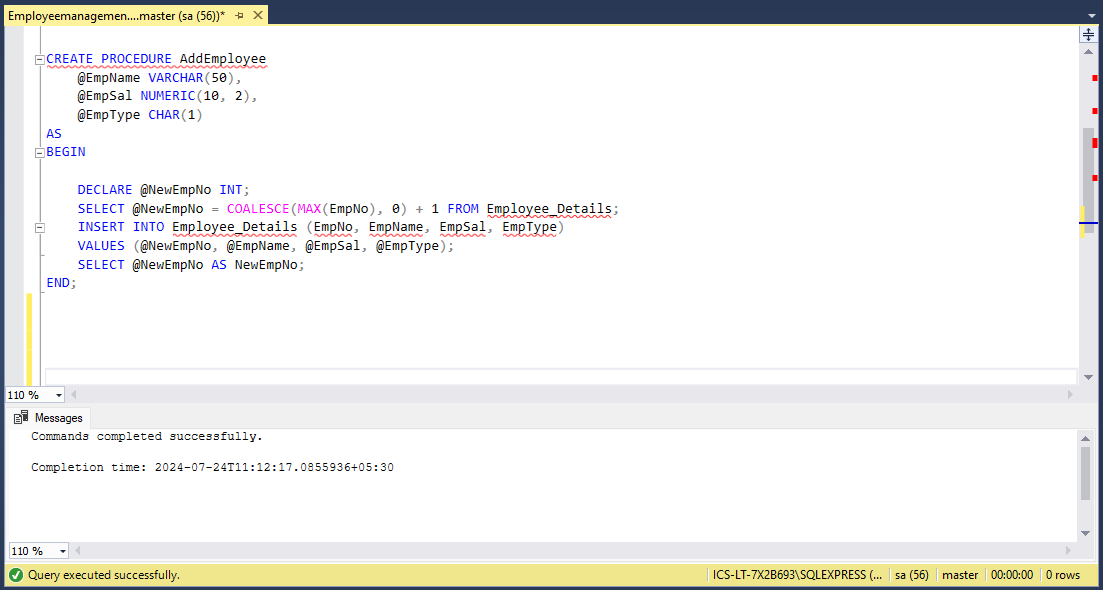 Employeemanagemen....master (sa (56))*
CREATE PROCEDURE AddEmployee
@EmpName VARCHAR(50),
@EmpSal NUMERIC(10, 2),
@EmpType CHAR(1)
AS
BEGIN
DECLARE @NewEmpNo INT;
SELECT @NewEmpNo = COALESCE(MAX(EmpNo), 0) + 1 FROM Employee_Details;
INSERT INTO Employee_Details (EmpNo, EmpName, EmpSal, EmpType)
VALUES (@NewEmpNo, @EmpName, @EmpSal, @EmpType);
SELECT @NewEmpNo AS NewEmpNo;
END;
110 %
Messages
Commands completed successfully.
Completion time: 2024-07-24T11:12:17.0855936+05:30
110 %
Query executed successfully. ICS-LT-7X2B693\SQLEXPRESS (... sa (56) master 00:00:00 0 rows